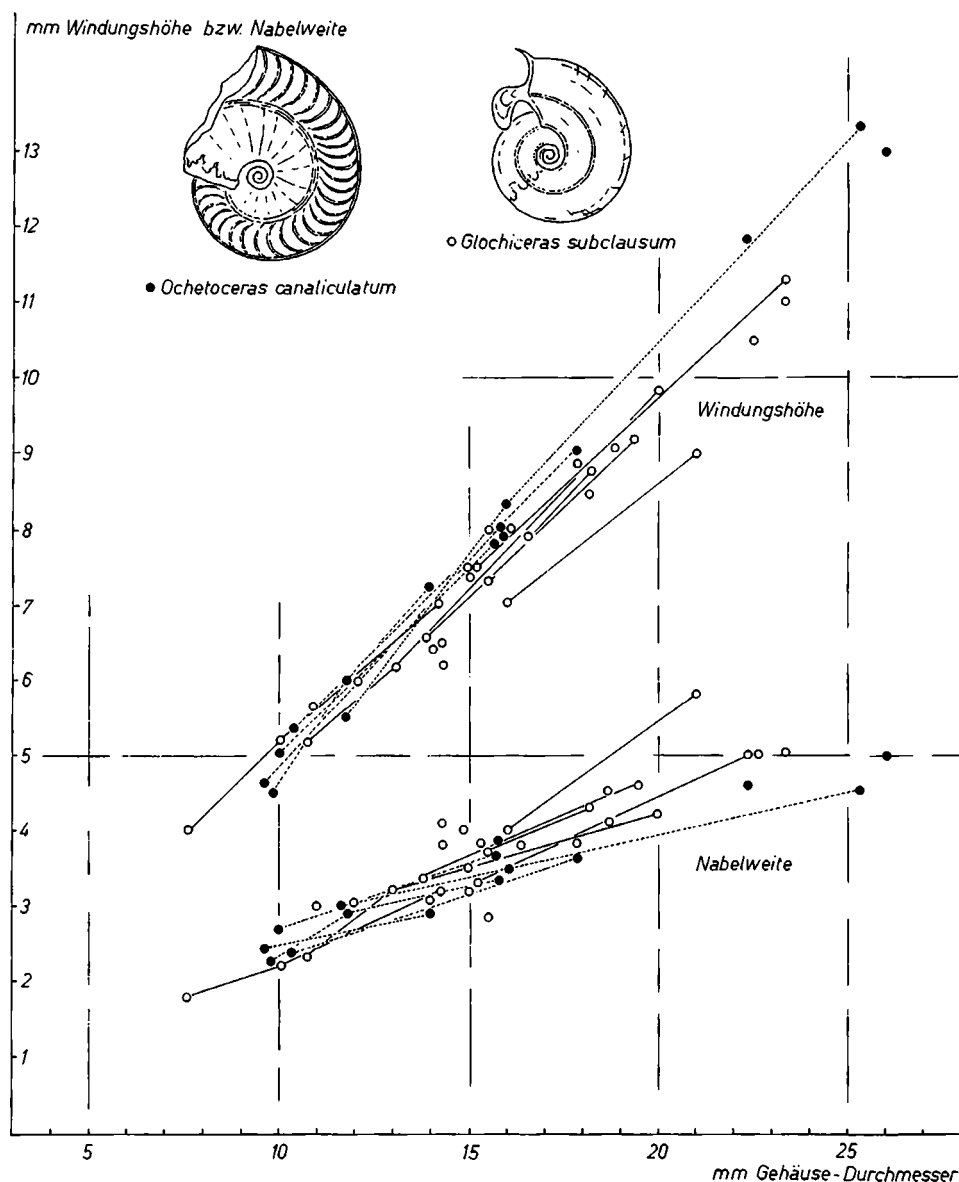 mm Windungshöhe bzw. Nabelweite
● Ochetoceras canaliculatum
○ Glochiceras subclausum
13
12
11
10
9
8
7
6
5
4
3
2
1
Windungshöhe
Nabelweite
5 10 15 20 25
mm Gehäuse-Durchmesser